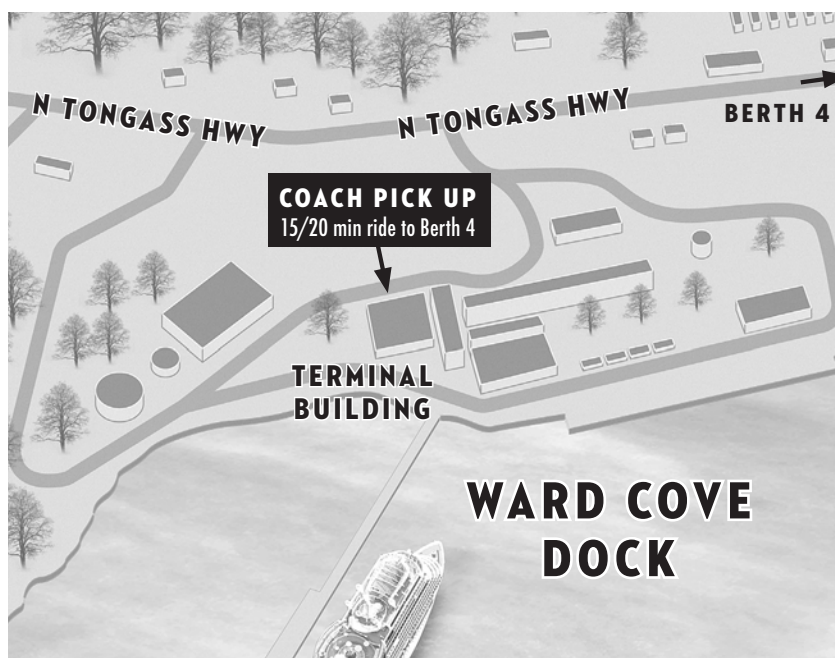 N TONGASS HWY
N TONGASS HWY
BERTH 4
COACH PICK UP
15/20 min ride to Berth 4
TERMINAL
BUILDING
WARD COVE
DOCK